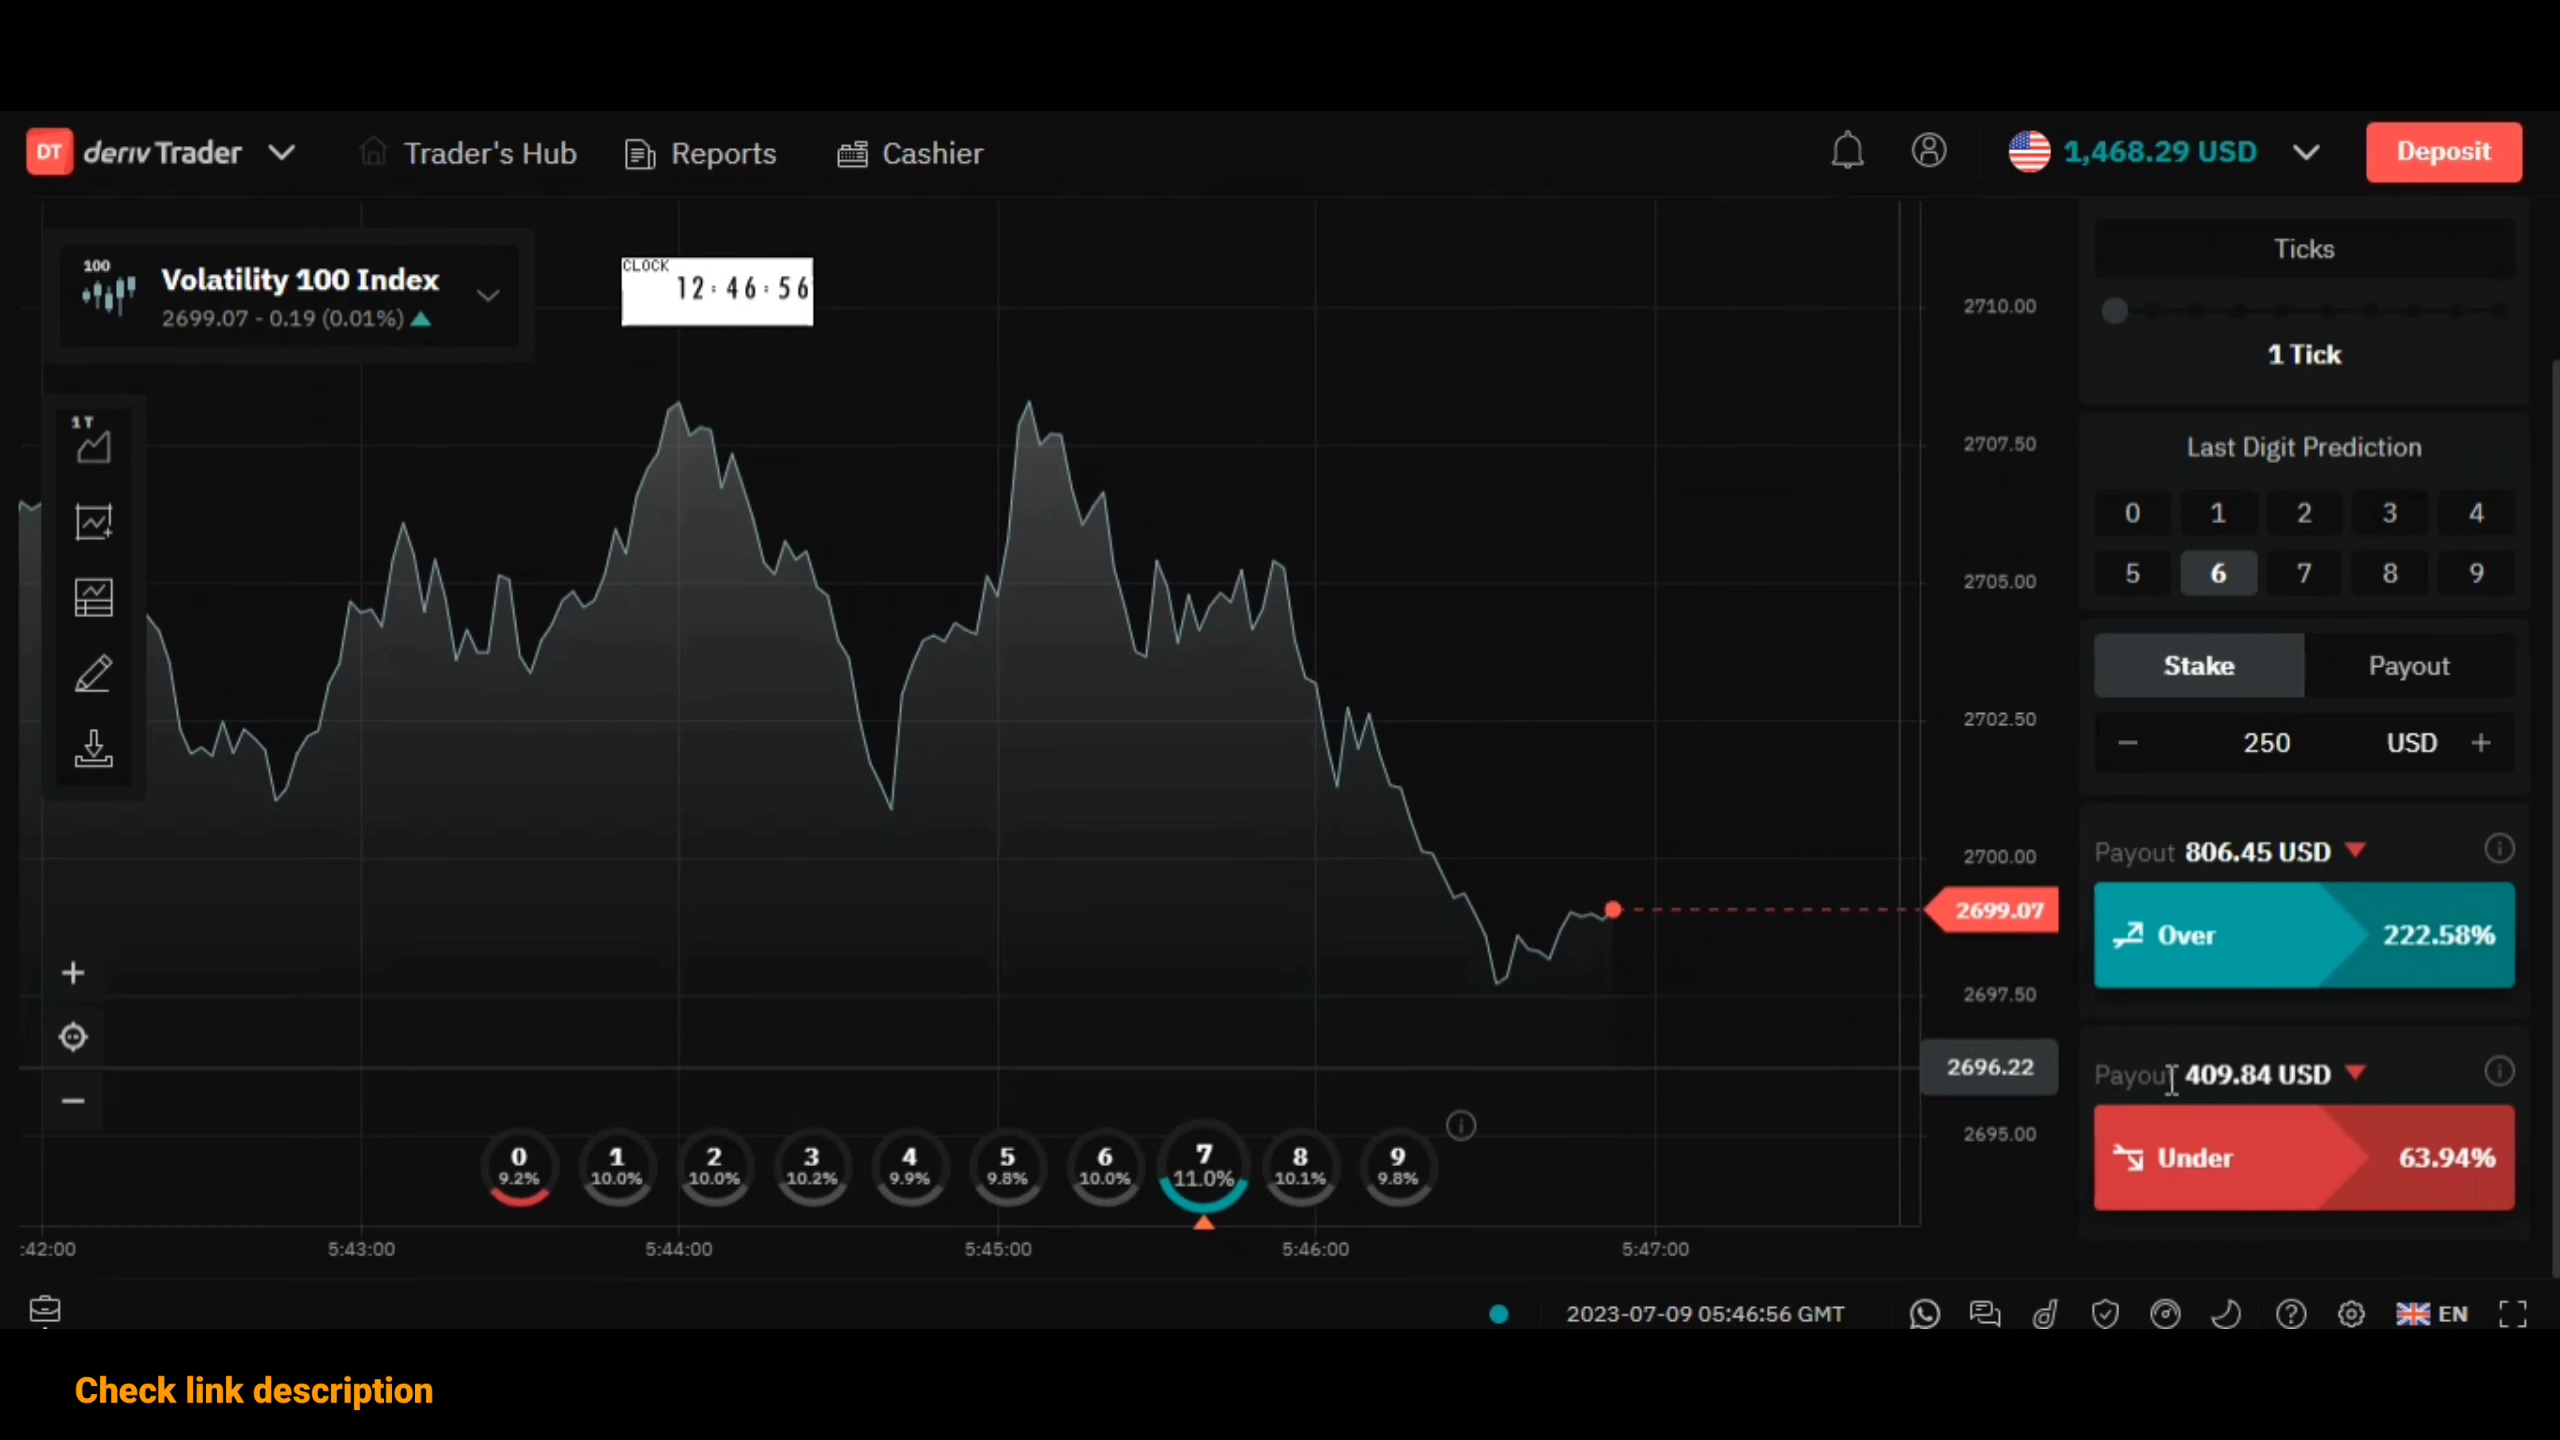 DT deriv Trader Trader's Hub Reports Cashier 1,468.29 USD Deposit
100
Volatility 100 Index
2699.07 - 0.19 (0.01%)
CLOCK
12:46:56
1T
2710.00
2707.50
2705.00
2702.50
2700.00
2699.07
2697.50
2696.22
2695.00
Ticks
1 Tick
Last Digit Prediction
0 1 2 3 4
5 6 7 8 9
Stake Payout
− 250 USD +
Payout 806.45 USD
Over 222.58%
Payout 409.84 USD
Under 63.94%
0 1 2 3 4 5 6 7 8 9
9.2% 10.0% 10.0% 10.2% 9.9% 9.8% 10.0% 11.0% 10.1% 9.8%
:42:00 5:43:00 5:44:00 5:45:00 5:46:00 5:47:00
2023-07-09 05:46:56 GMT EN
Check link description